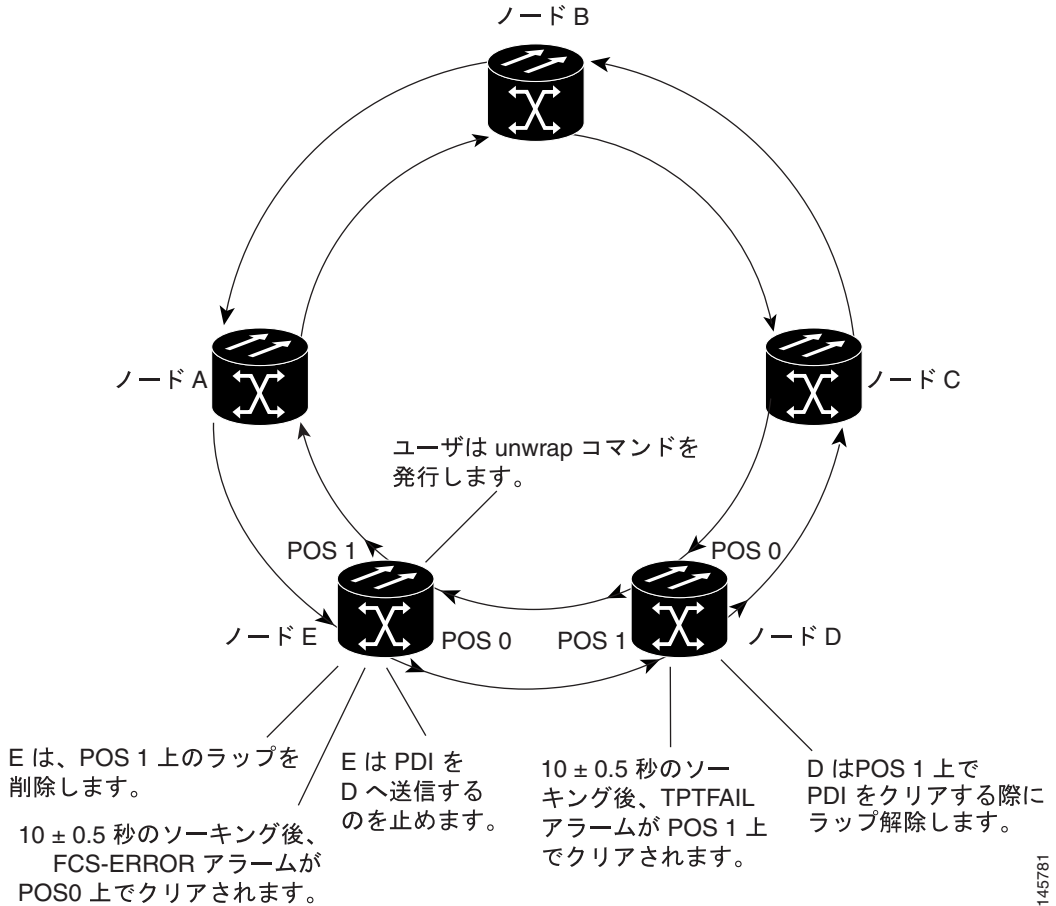 ノード B
ノード A
ノード C
ユーザは unwrap コマンドを
発行します。
POS 1
POS 0
ノード E
POS 0
POS 1
ノード D
E は、POS 1 上のラップを
削除します。
10 ± 0.5 秒のソーキング後、
FCS-ERROR アラームが
POS0 上でクリアされます。
E は PDI を
D へ送信する
のを止めます。
10 ± 0.5 秒のソー
キング後、TPTFAIL
アラームが POS 1 上
でクリアされます。
D はPOS 1 上で
PDI をクリアする際に
ラップ解除します。
145781